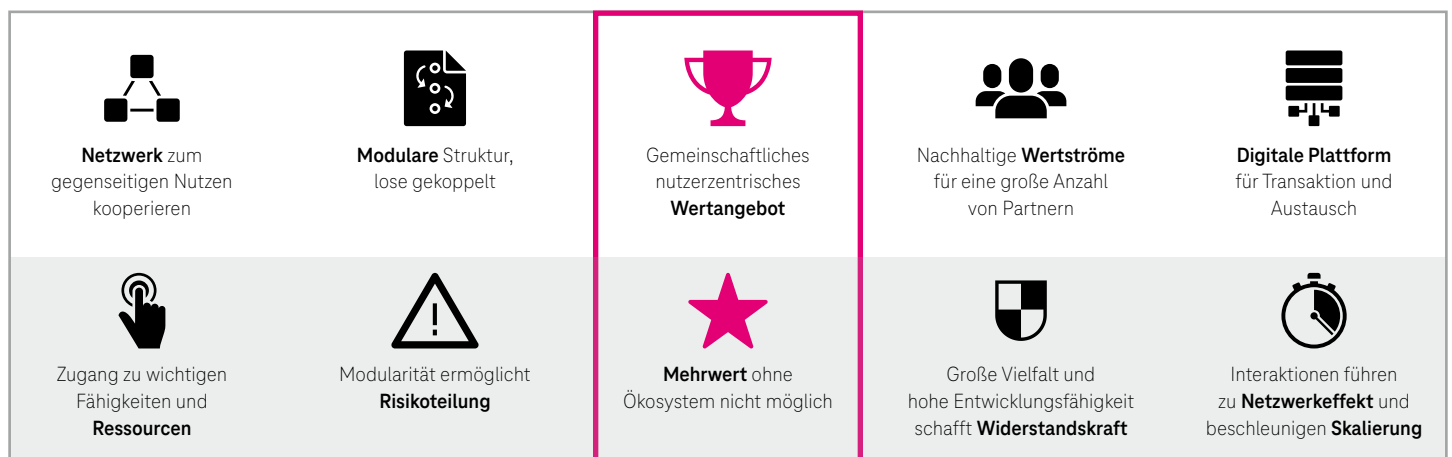 Netzwerk zum
gegenseitigen Nutzen
kooperieren
Modulare Struktur,
lose gekoppelt
Gemeinschaftliches
nutzerzentrisches
Wertangebot
Nachhaltige Wertströme
für eine große Anzahl
von Partnern
Digitale Plattform
für Transaktion und
Austausch
Zugang zu wichtigen
Fähigkeiten und
Ressourcen
Modularität ermöglicht
Risikoteilung
Mehrwert ohne
Ökosystem nicht möglich
Große Vielfalt und
hohe Entwicklungsfähigkeit
schafft Widerstandskraft
Interaktionen führen
zu Netzwerkeffekt und
beschleunigen Skalierung